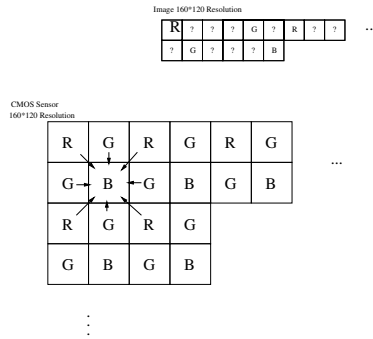 Image 160*120 Resolution
R ? ? ? G ? R ? ? ..
? G ? ? ? B
CMOS Sensor
160*120 Resolution
R G R G R G
G B G B G B ...
R G R G
G B G B